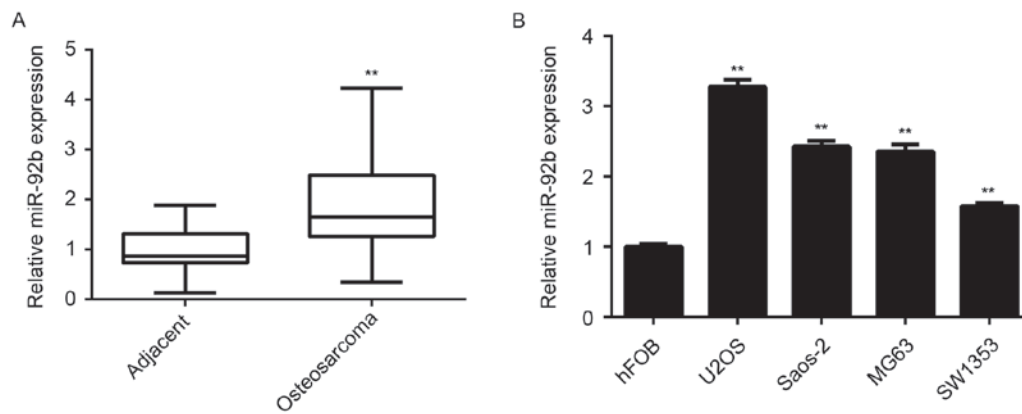 A
Relative miR-92b expression
5
4
3
2
1
0
**
Adjacent
Osteosarcoma
B
Relative miR-92b expression
4
3
2
1
0
**
**
**
**
hFOB
U2OS
Saos-2
MG63
SW1353